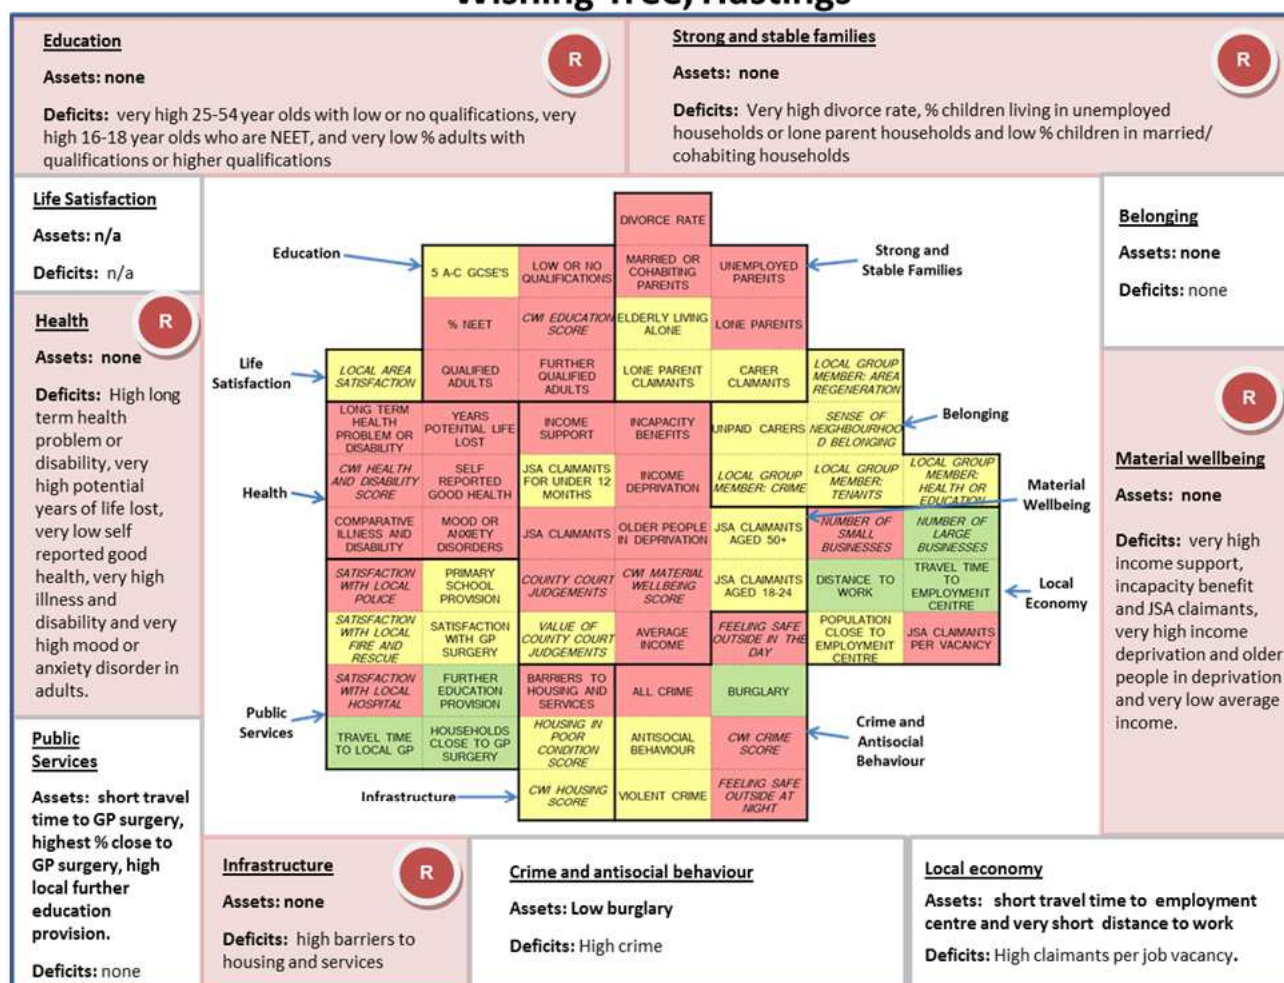 Wishing Tree, Hastings
Education
R
Assets: none
Deficits: very high 25-54 year olds with low or no qualifications, very
high 16-18 year olds who are NEET, and very low % adults with
qualifications or higher qualifications
Strong and stable families
R
Assets: none
Deficits: Very high divorce rate, % children living in unemployed
households or lone parent households and low % children in married/
cohabiting households
Life Satisfaction
Assets: n/a
Deficits: n/a
Health
R
Assets: none
Deficits: High long
term health
problem or
disability, very
high potential
years of life lost,
very low self
reported good
health, very high
illness and
disability and very
high mood or
anxiety disorder in
adults.
Public
Services
Assets: short travel
time to GP surgery,
highest % close to
GP surgery, high
local further
education
provision.
Deficits: none
Education
Life
Satisfaction
Health
Public
Services
Infrastructure
DIVORCE RATE
5 A-C GCSE'S
LOW OR NO
QUALIFICATIONS
MARRIED OR
COHABITING
PARENTS
UNEMPLOYED
PARENTS
% NEET
CWI EDUCATION
SCORE
ELDERLY LIVING
ALONE
LONE PARENTS
LOCAL AREA
SATISFACTION
QUALIFIED
ADULTS
FURTHER
QUALIFIED
ADULTS
LONE PARENT
CLAIMANTS
CARER
CLAIMANTS
LOCAL GROUP
MEMBER: AREA
REGENERATION
LONG TERM
HEALTH
PROBLEM OR
DISABILITY
YEARS
POTENTIAL LIFE
LOST
INCOME
SUPPORT
INCAPACITY
BENEFITS
UNPAID CARERS
SENSE OF
NEIGHBOURHOO
D BELONGING
CWI HEALTH
AND DISABILITY
SCORE
SELF
REPORTED
GOOD HEALTH
JSA CLAIMANTS
FOR UNDER 12
MONTHS
INCOME
DEPRIVATION
LOCAL GROUP
MEMBER: CRIME
LOCAL GROUP
MEMBER:
TENANTS
LOCAL GROUP
MEMBER:
HEALTH OR
EDUCATION
COMPARATIVE
ILLNESS AND
DISABILITY
MOOD OR
ANXIETY
DISORDERS
JSA CLAIMANTS
OLDER PEOPLE
IN DEPRIVATION
JSA CLAIMANTS
AGED 50+
NUMBER OF
SMALL
BUSINESSES
NUMBER OF
LARGE
BUSINESSES
SATISFACTION
WITH LOCAL
POLICE
PRIMARY
SCHOOL
PROVISION
COUNTY COURT
JUDGEMENTS
CWI MATERIAL
WELLBEING
SCORE
JSA CLAIMANTS
AGED 18-24
DISTANCE TO
WORK
TRAVEL TIME
TO
EMPLOYMENT
CENTRE
SATISFACTION
WITH LOCAL
FIRE AND
RESCUE
SATISFACTION
WITH GP
SURGERY
VALUE OF
COUNTY COURT
JUDGEMENTS
AVERAGE
INCOME
FEELING SAFE
OUTSIDE IN THE
DAY
POPULATION
CLOSE TO
EMPLOYMENT
CENTRE
JSA CLAIMANTS
PER VACANCY
SATISFACTION
WITH LOCAL
HOSPITAL
FURTHER
EDUCATION
PROVISION
BARRIERS TO
HOUSING AND
SERVICES
ALL CRIME
BURGLARY
TRAVEL TIME
TO LOCAL GP
HOUSEHOLDS
CLOSE TO GP
SURGERY
HOUSING IN
POOR
CONDITION
SCORE
ANTISOCIAL
BEHAVIOUR
CWI CRIME
SCORE
CWI HOUSING
SCORE
VIOLENT CRIME
FEELING SAFE
OUTSIDE AT
NIGHT
Strong and
Stable Families
Belonging
Material
Wellbeing
Local
Economy
Crime and
Antisocial
Behaviour
Belonging
Assets: none
Deficits: none
R
Material wellbeing
Assets: none
Deficits: very high
income support,
incapacity benefit
and JSA claimants,
very high income
deprivation and older
people in deprivation
and very low average
income.
Infrastructure
R
Assets: none
Deficits: high barriers to
housing and services
Crime and antisocial behaviour
Assets: Low burglary
Deficits: High crime
Local economy
Assets: short travel time to employment
centre and very short distance to work
Deficits: High claimants per job vacancy.